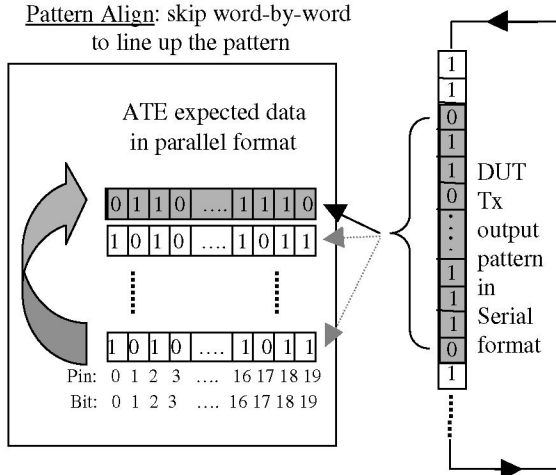 Pattern Align: skip word-by-word
to line up the pattern
ATE expected data
in parallel format
0 1 1 0 .... 1 1 1 0
1 0 1 0 .... 1 0 1 1
1 0 1 0 .... 1 0 1 1
Pin: 0 1 2 3 .... 16 17 18 19
Bit: 0 1 2 3 .... 16 17 18 19
1
1
0
1
1
0
1
1
1
0
1
DUT
Tx
output
pattern
in
Serial
format